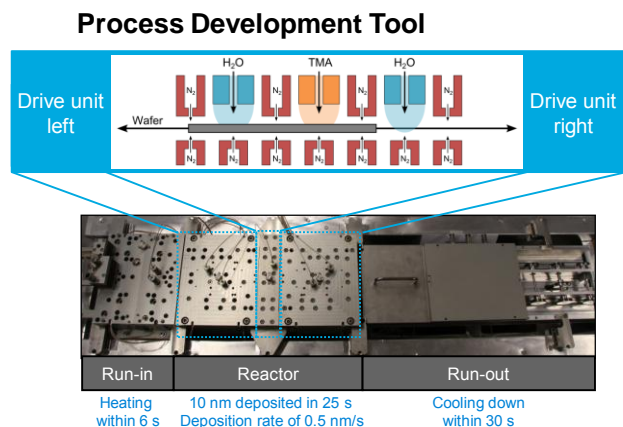 Process Development Tool
H2O TMA H2O
N2 N2 N2 N2
Drive unit
left
Wafer
Drive unit
right
N2 N2 N2 N2 N2 N2 N2
Run-in Reactor Run-out
Heating
within 6 s
10 nm deposited in 25 s
Deposition rate of 0.5 nm/s
Cooling down
within 30 s